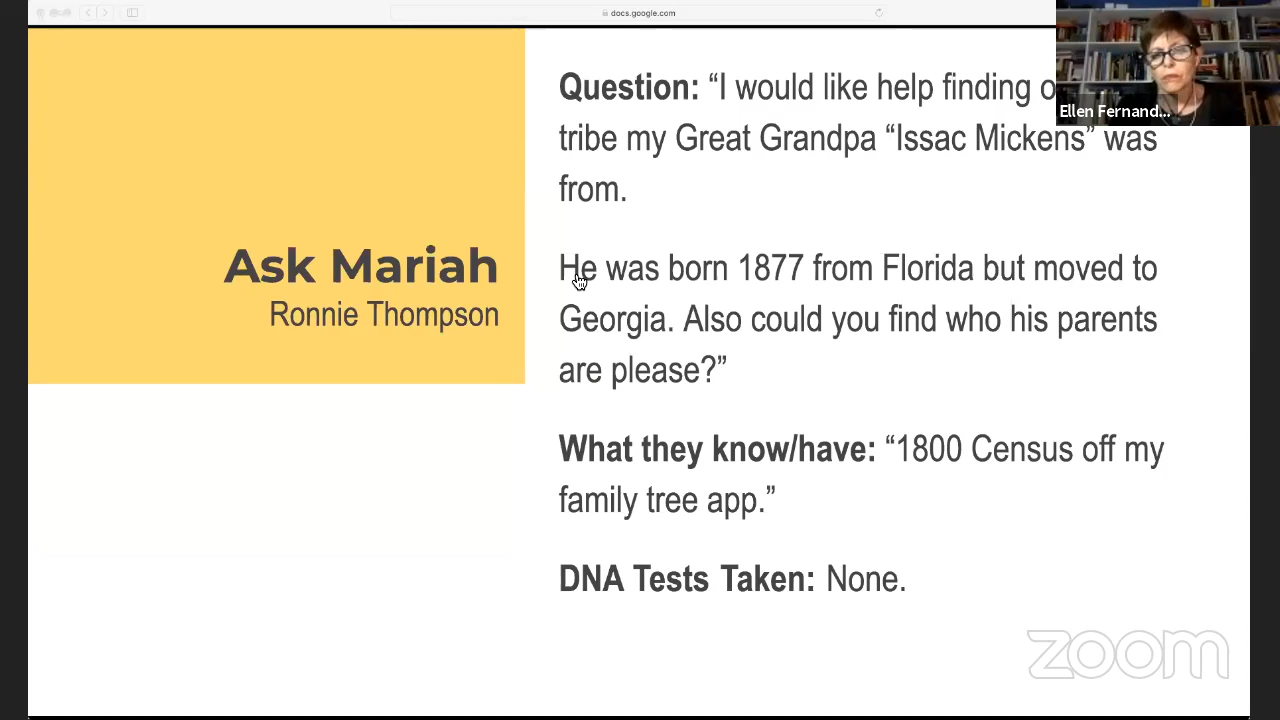 docs.google.com
Question: “I would like help finding
tribe my Great Grandpa “Issac Mickens” was
from.
He was born 1877 from Florida but moved to
Georgia. Also could you find who his parents
are please?”
What they know/have: “1800 Census off my
family tree app.”
DNA Tests Taken: None.
Ask Mariah
Ronnie Thompson
Ellen Fernand...
zoom